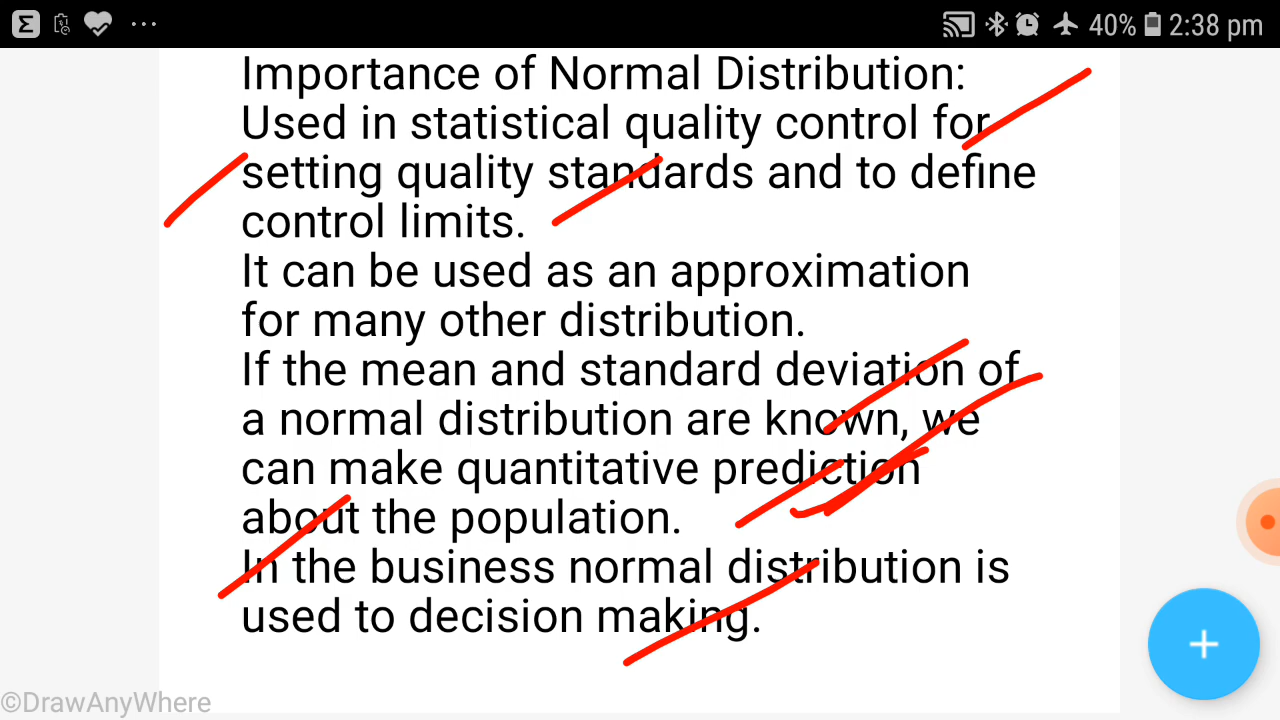 40% 2:38 pm
Importance of Normal Distribution:
Used in statistical quality control for
setting quality standards and to define
control limits.
It can be used as an approximation
for many other distribution.
If the mean and standard deviation of
a normal distribution are known, we
can make quantitative prediction
about the population.
In the business normal distribution is
used to decision making.
©DrawAnyWhere